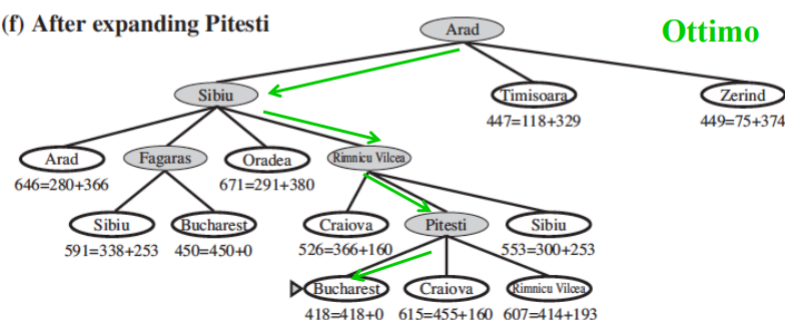 (f) After expanding Pitesti
Arad
Ottimo
Sibiu
Timisoara
Zerind
447=118+329
449=75+374
Arad
Fagaras
Oradea
Rimnicu Vilcea
646=280+366
671=291+380
Sibiu
Bucharest
Craiova
Pitesti
Sibiu
591=338+253
450=450+0
526=366+160
553=300+253
Bucharest
Craiova
Rimnicu Vilcea
418=418+0
615=455+160
607=414+193